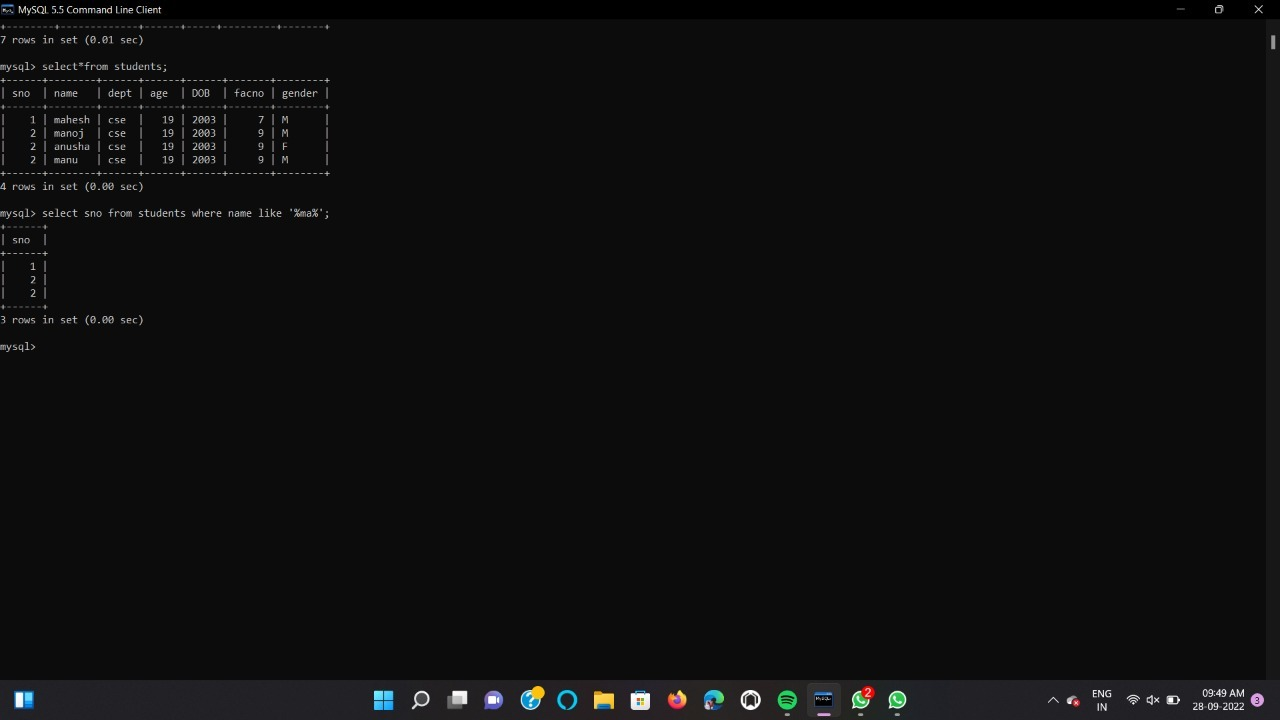 MySQL 5.5 Command Line Client
+-------+--------------+------+-----+---------+-------+
7 rows in set (0.01 sec)
mysql> select*from students;
+------+--------+------+------+------+-------+--------+
| sno  | name   | dept | age  | DOB  | facno | gender |
+------+--------+------+------+------+-------+--------+
|    1 | mahesh | cse  |   19 | 2003 |     7 | M      |
|    2 | manoj  | cse  |   19 | 2003 |     9 | M      |
|    2 | anusha | cse  |   19 | 2003 |     9 | F      |
|    2 | manu   | cse  |   19 | 2003 |     9 | M      |
+------+--------+------+------+------+-------+--------+
4 rows in set (0.00 sec)
mysql> select sno from students where name like '%ma%';
+------+
| sno  |
+------+
|    1 |
|    2 |
|    2 |
+------+
3 rows in set (0.00 sec)
mysql>
2
ENG
IN
09:49 AM
28-09-2022
3